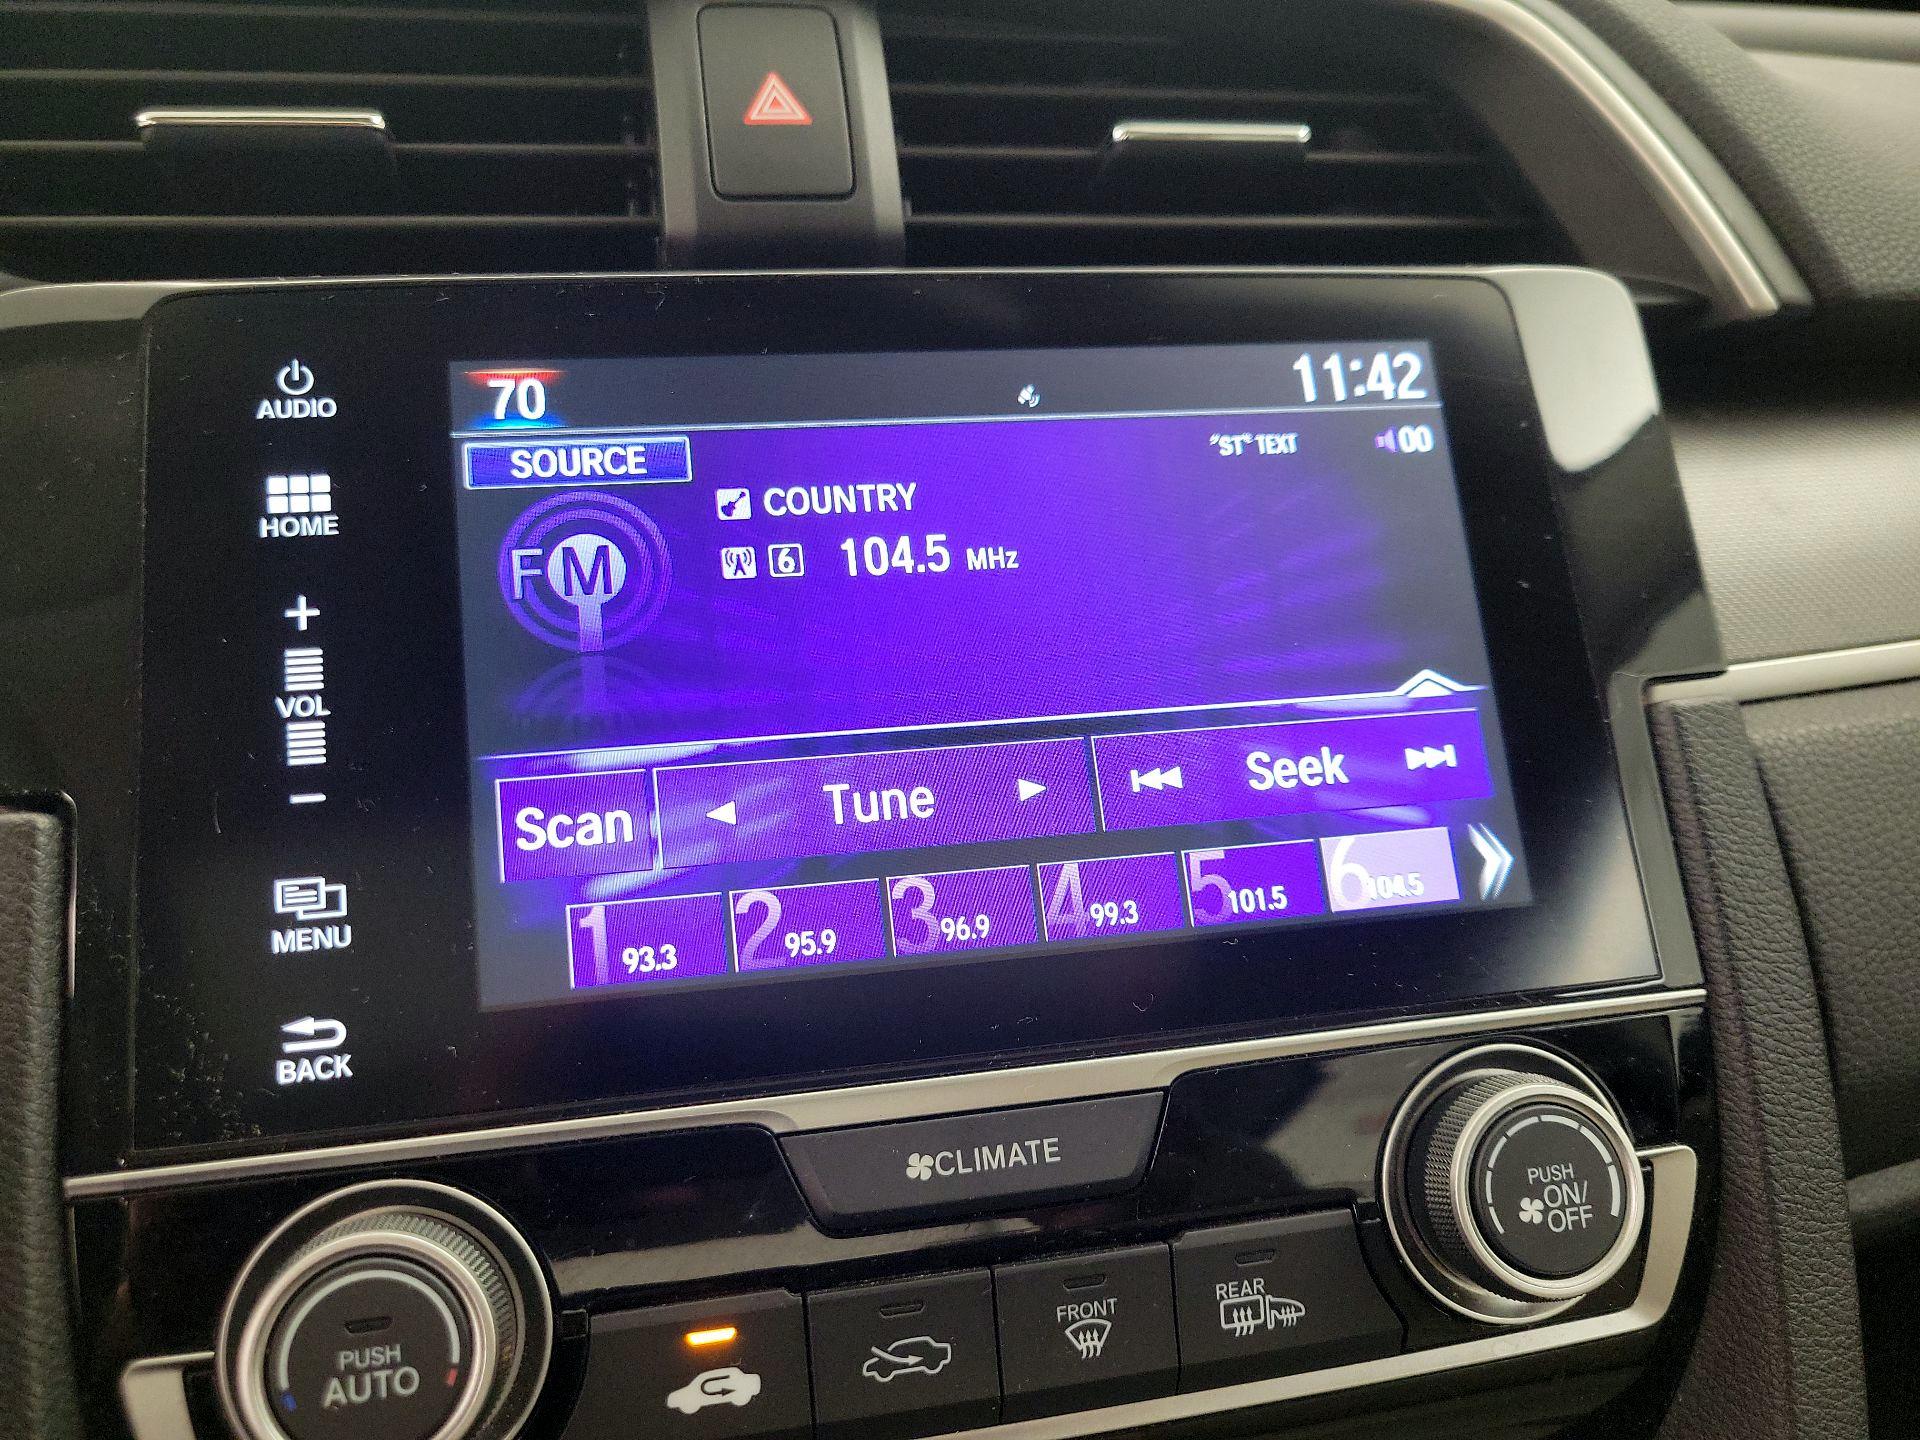 AUDIO
HOME
+
VOL
−
MENU
BACK
70
11:42
SOURCE
"ST" TEXT
00
FM
COUNTRY
6 104.5 MHz
Scan
Tune
Seek
1 93.3
2 95.9
3 96.9
4 99.3
5 101.5
6 104.5
CLIMATE
PUSH
ON/
OFF
PUSH
AUTO
FRONT
REAR